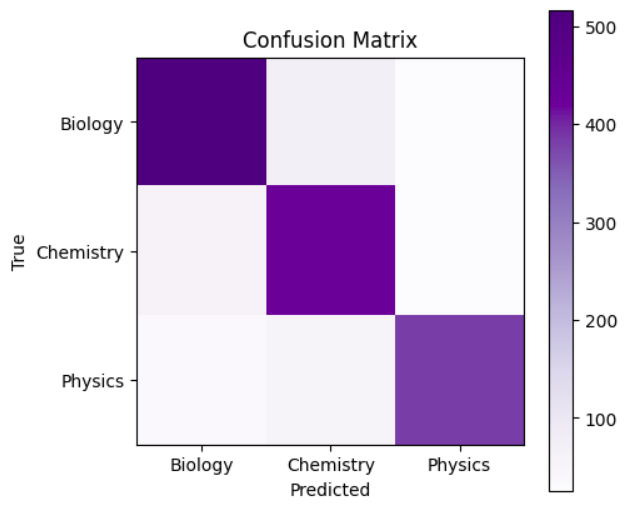 Confusion Matrix
True
Biology
Chemistry
Physics
Biology Chemistry Physics
Predicted
500
400
300
200
100